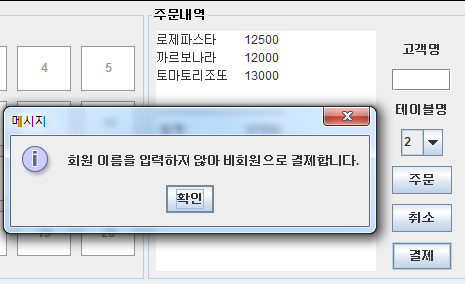 주문내역
로제파스타 12500
까르보나라 12000
토마토리조또 13000
4 5
고객명
테이블명
2
주문
취소
결제
메시지
회원 이름을 입력하지 않아 비회원으로 결제합니다.
확인